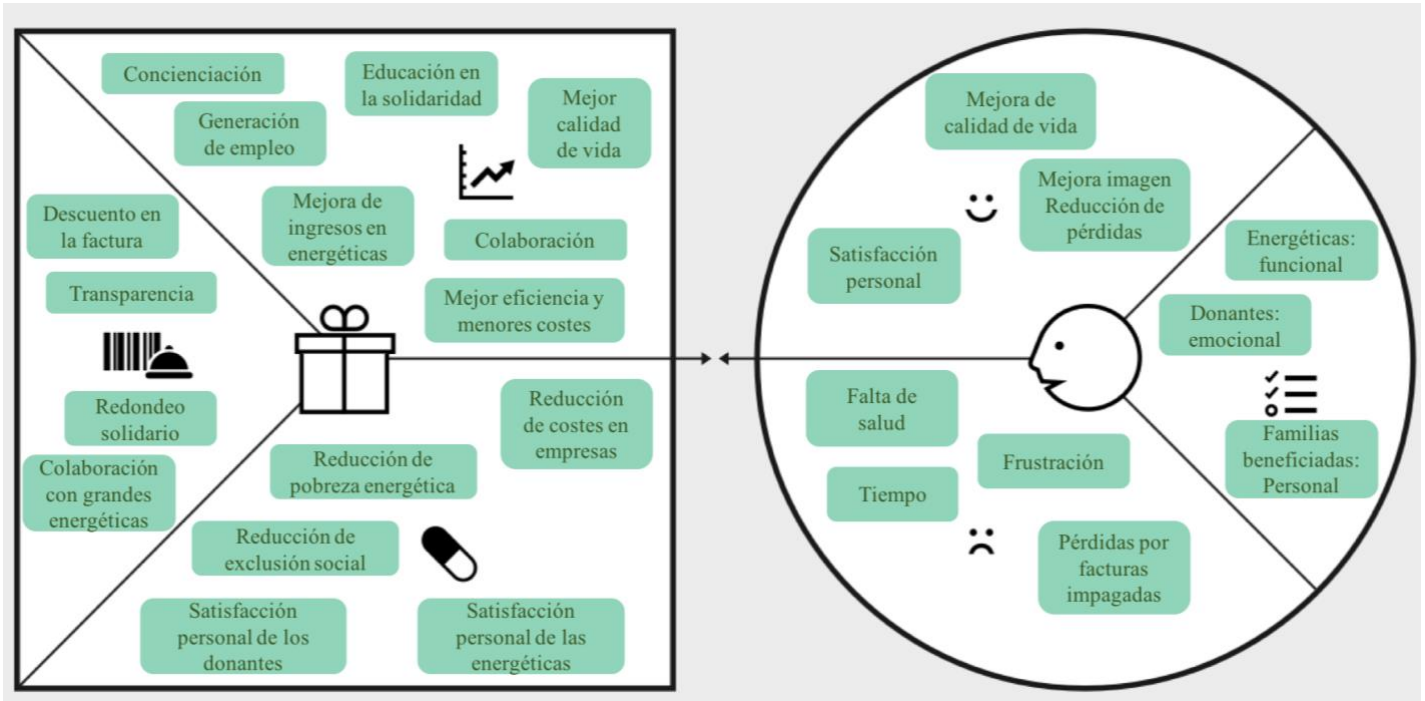 Concienciación
Educación en
la solidaridad
Mejor
calidad
de vida
Generación
de empleo
Mejora de
ingresos en
energéticas
Colaboración
Mejor eficiencia y
menores costes
Descuento en
la factura
Transparencia
Redondeo
solidario
Colaboración
con grandes
energéticas
Reducción
de costes en
empresas
Reducción de
pobreza energética
Reducción de
exclusión social
Satisfacción
personal de los
donantes
Satisfacción
personal de las
energéticas
Mejora de
calidad de vida
Mejora imagen
Reducción de
pérdidas
Satisfacción
personal
Energéticas:
funcional
Donantes:
emocional
Familias
beneficiadas:
Personal
Falta de
salud
Frustración
Tiempo
Pérdidas por
facturas
impagadas